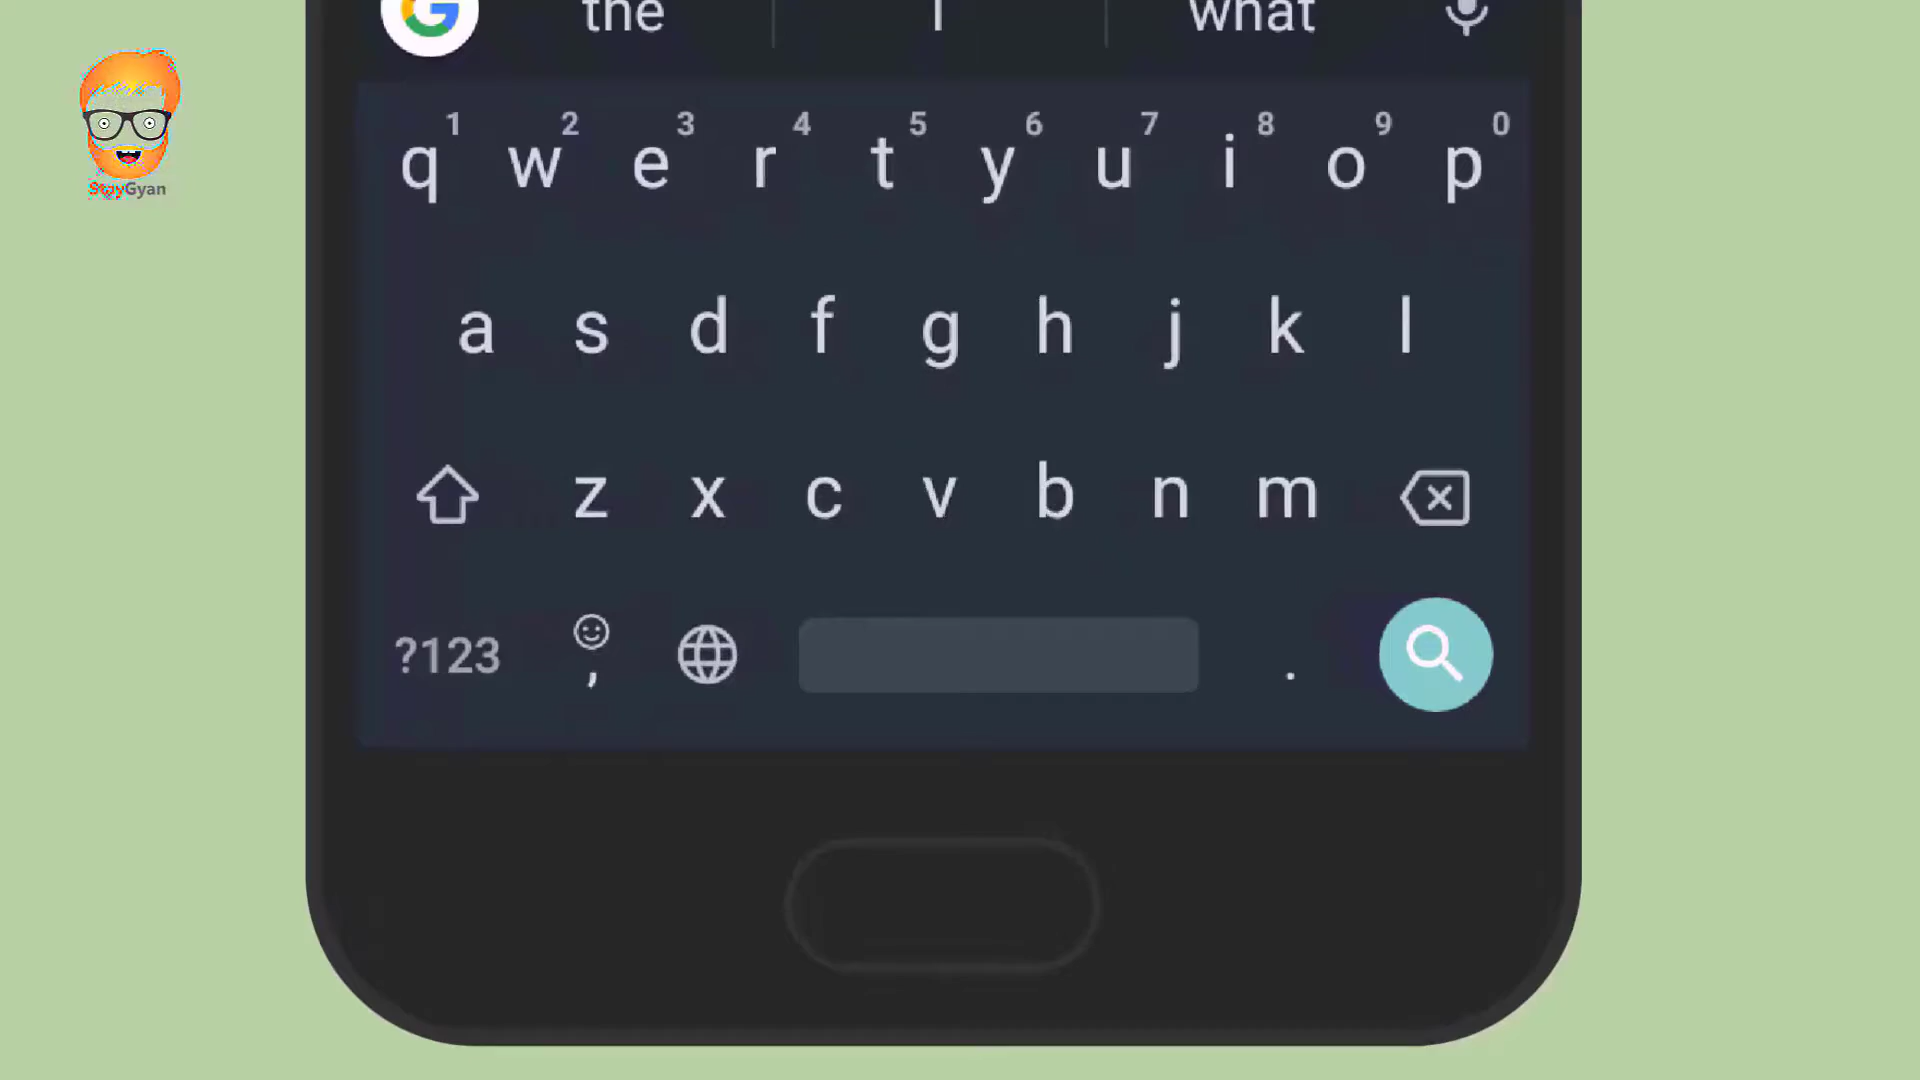 the I what
1 2 3 4 5 6 7 8 9 0
q w e r t y u i o p
a s d f g h j k l
z x c v b n m
?123 , .
StayGyan